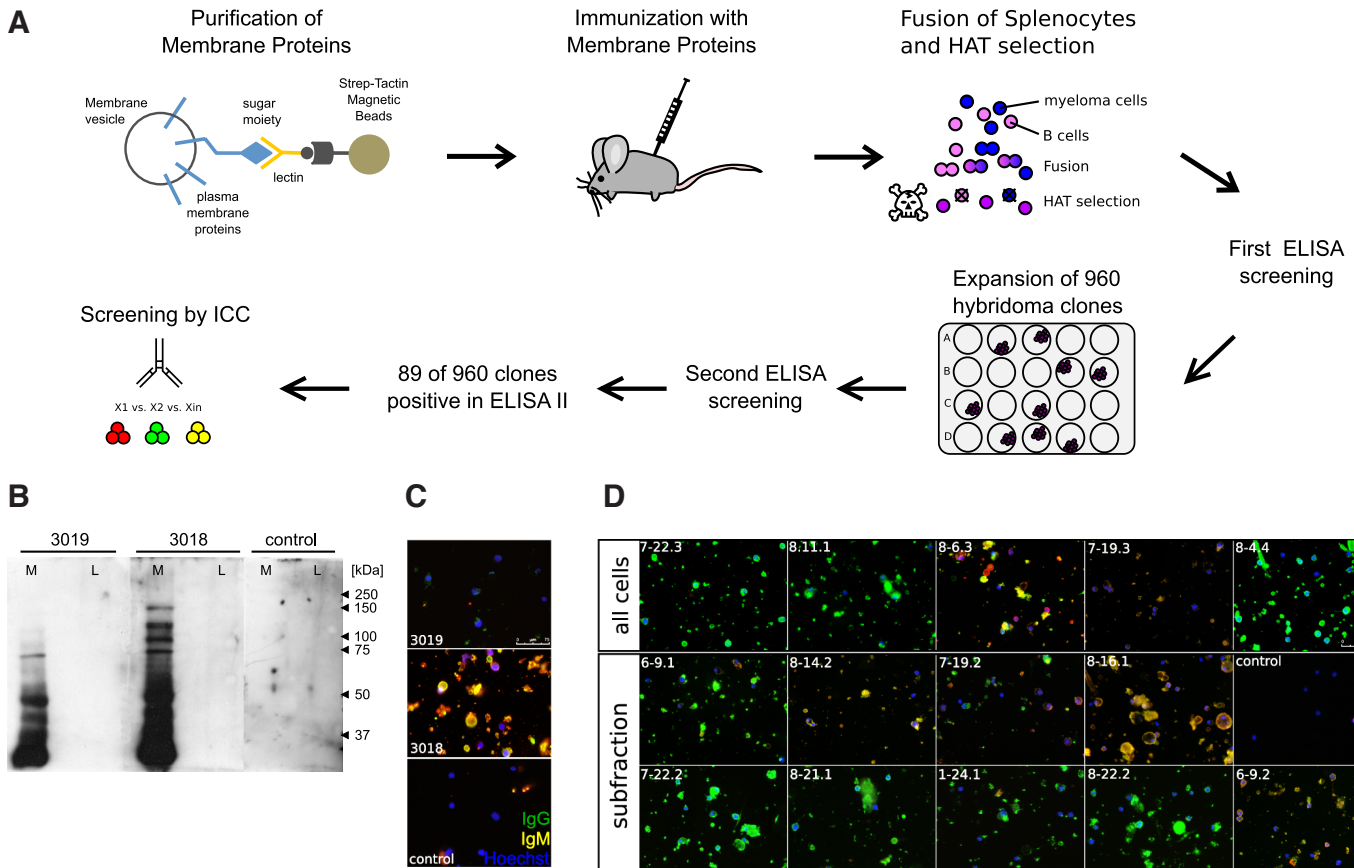 A
Purification of
Membrane Proteins
Immunization with
Membrane Proteins
Fusion of Splenocytes
and HAT selection
Membrane
vesicle
sugar
moiety
Strep-Tactin
Magnetic
Beads
lectin
plasma
membrane
proteins
myeloma cells
B cells
Fusion
HAT selection
First ELISA
screening
Expansion of 960
hybridoma clones
A
B
C
D
Second ELISA
screening
89 of 960 clones
positive in ELISA II
Screening by ICC
X1 vs. X2 vs. Xin
B
3019 3018 control
M L M L M L [kDa]
250
150
100
75
50
37
C
3019
0 µm 75
3018
control
IgG
IgM
Hoechst
D
all cells
7-22.3 8.11.1 8-6.3 7-19.3 8-4.4
subfraction
6-9.1 8-14.2 7-19.2 8-16.1 control
7-22.2 8-21.1 1-24.1 8-22.2 6-9.2